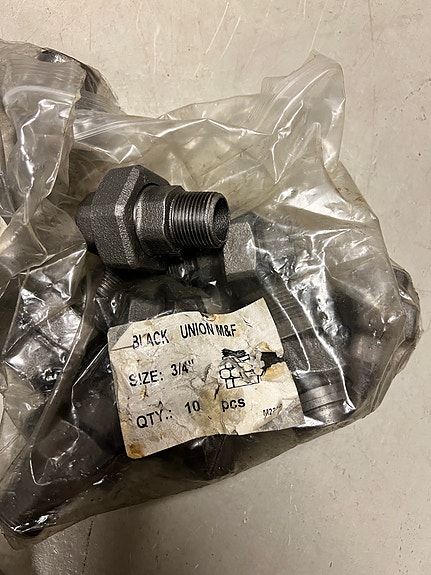 BLACK UNION M&F
SIZE: 3/4"
QTY.: 10 pcs